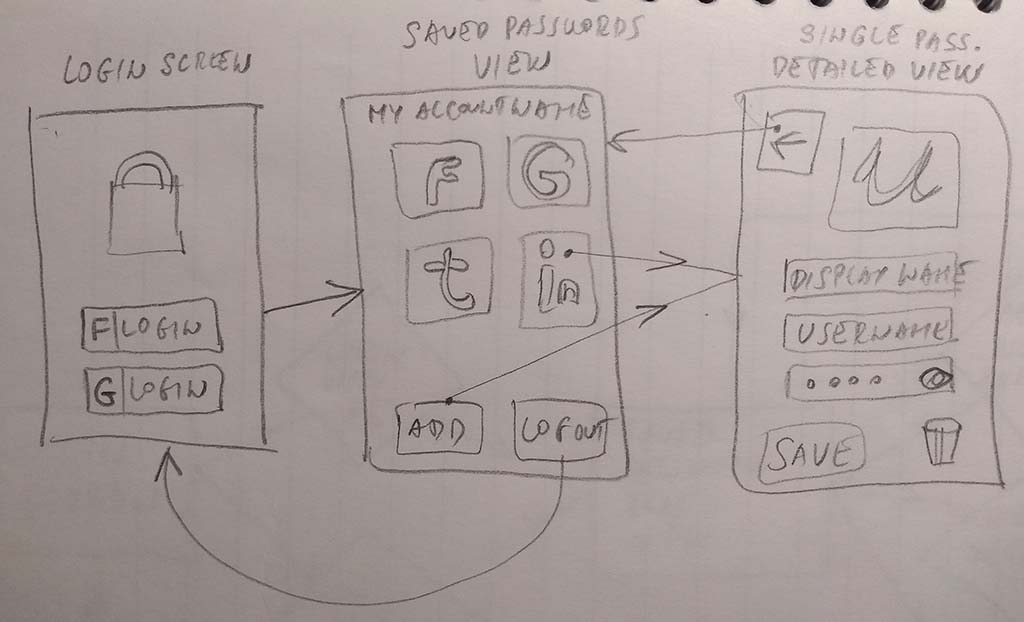 LOGIN SCREEN
F LOGIN
G LOGIN
SAVED PASSWORDS
VIEW
MY ACCOUNTNAME
F G
t in
ADD LOGOUT
SINGLE PASS.
DETAILED VIEW
U
DISPLAY NAME
USERNAME
SAVE